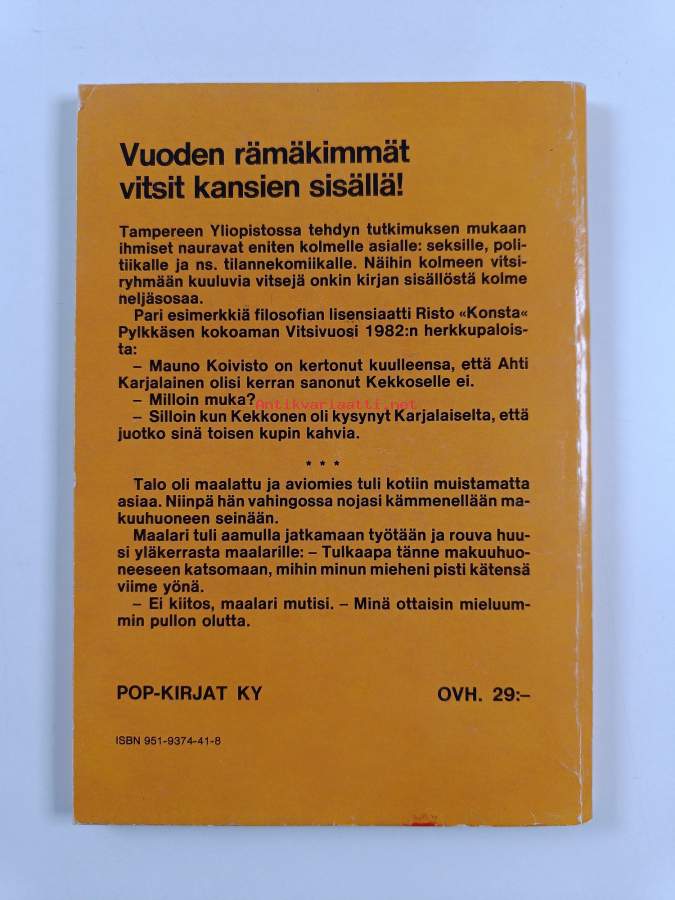 Vuoden rämäkimmät
vitsit kansien sisällä!
Tampereen Yliopistossa tehdyn tutkimuksen mukaan
ihmiset nauravat eniten kolmelle asialle: seksille, poli-
tiikalle ja ns. tilannekomiikalle. Näihin kolmeen vitsi-
ryhmään kuuluvia vitsejä onkin kirjan sisällöstä kolme
neljäsosaa.
Pari esimerkkiä filosofian lisensiaatti Risto «Konsta«
Pylkkäsen kokoaman Vitsivuosi 1982:n herkkupalois-
ta:
– Mauno Koivisto on kertonut kuulleensa, että Ahti
Karjalainen olisi kerran sanonut Kekkoselle ei.
– Milloin muka?
Antikvariaatti.net
– Silloin kun Kekkonen oli kysynyt Karjalaiselta, että
juotko sinä toisen kupin kahvia.
* * *
Talo oli maalattu ja aviomies tuli kotiin muistamatta
asiaa. Niinpä hän vahingossa nojasi kämmenellään ma-
kuuhuoneen seinään.
Maalari tuli aamulla jatkamaan työtään ja rouva huu-
si yläkerrasta maalarille: – Tulkaapa tänne makuuhuo-
neeseen katsomaan, mihin minun mieheni pisti kätensä
viime yönä.
– Ei kiitos, maalari mutisi. – Minä ottaisin mieluum-
min pullon olutta.
POP-KIRJAT KY
OVH. 29:–
ISBN 951-9374-41-8